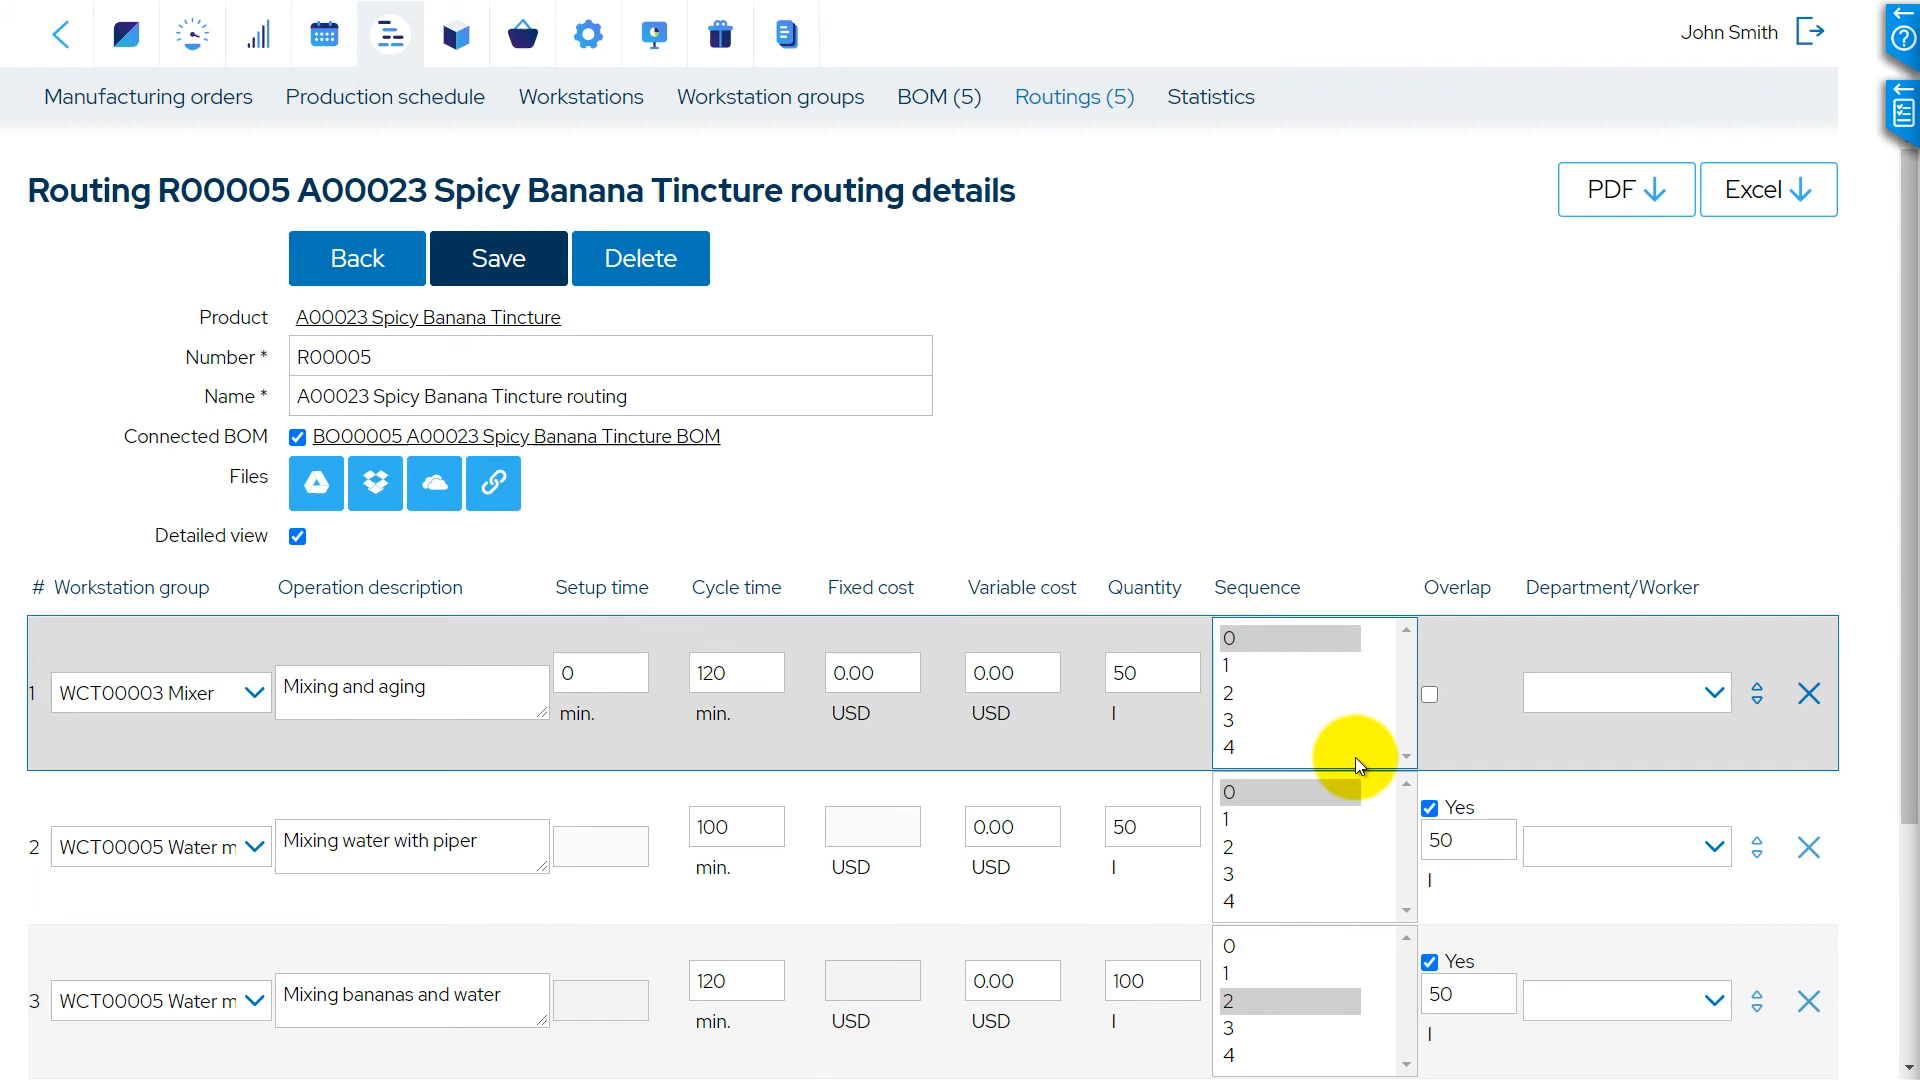 John Smith
Manufacturing orders Production schedule Workstations Workstation groups BOM (5) Routings (5) Statistics
Routing R00005 A00023 Spicy Banana Tincture routing details
PDF Excel
Back Save Delete
Product A00023 Spicy Banana Tincture
Number * R00005
Name * A00023 Spicy Banana Tincture routing
Connected BOM BO00005 A00023 Spicy Banana Tincture BOM
Files
Detailed view
# Workstation group Operation description Setup time Cycle time Fixed cost Variable cost Quantity Sequence Overlap Department/Worker
0
1
1 WCT00003 Mixer Mixing and aging 0 120 0.00 0.00 50 2
min. min. USD USD l 3
4
0
Yes
1
2 WCT00005 Water m Mixing water with piper 100 0.00 50 2 50
min. USD USD l 3 l
4
0
Yes
1
3 WCT00005 Water m Mixing bananas and water 120 0.00 100 2 50
min. USD USD l 3 l
4